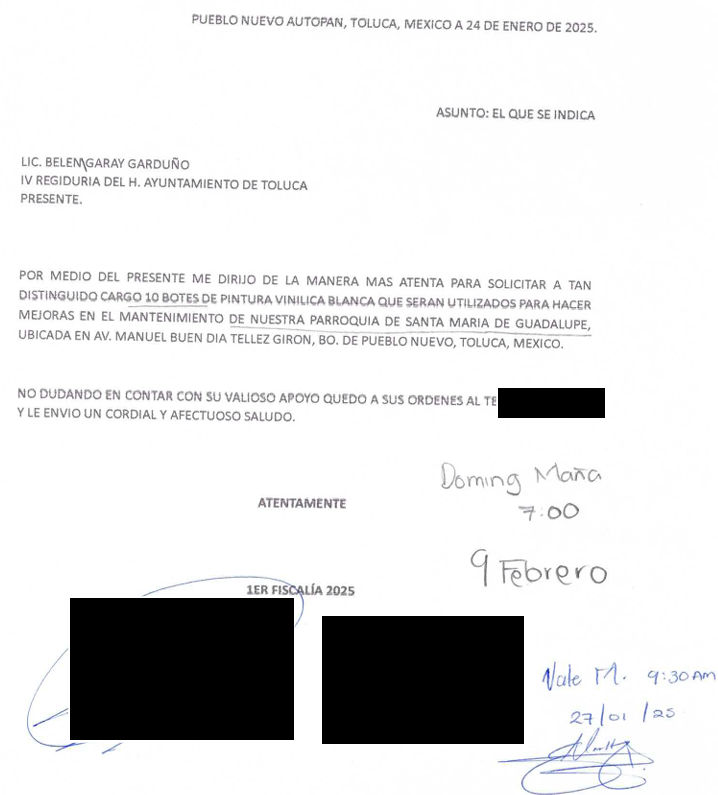 PUEBLO NUEVO AUTOPAN, TOLUCA, MEXICO A 24 DE ENERO DE 2025.
ASUNTO: EL QUE SE INDICA
LIC. BELEN GARAY GARDUÑO
IV REGIDURIA DEL H. AYUNTAMIENTO DE TOLUCA
PRESENTE.
POR MEDIO DEL PRESENTE ME DIRIJO DE LA MANERA MAS ATENTA PARA SOLICITAR A TAN
DISTINGUIDO CARGO 10 BOTES DE PINTURA VINILICA BLANCA QUE SERAN UTILIZADOS PARA HACER
MEJORAS EN EL MANTENIMIENTO DE NUESTRA PARROQUIA DE SANTA MARIA DE GUADALUPE,
UBICADA EN AV. MANUEL BUEN DIA TELLEZ GIRON, BO. DE PUEBLO NUEVO, TOLUCA, MEXICO.
NO DUDANDO EN CONTAR CON SU VALIOSO APOYO QUEDO A SUS ORDENES AL TE
Y LE ENVIO UN CORDIAL Y AFECTUOSO SALUDO.
Doming Maña
7:00
ATENTAMENTE
9 Febrero
1ER FISCALÍA 2025
Vale M. 9:30 AM
27/01/25